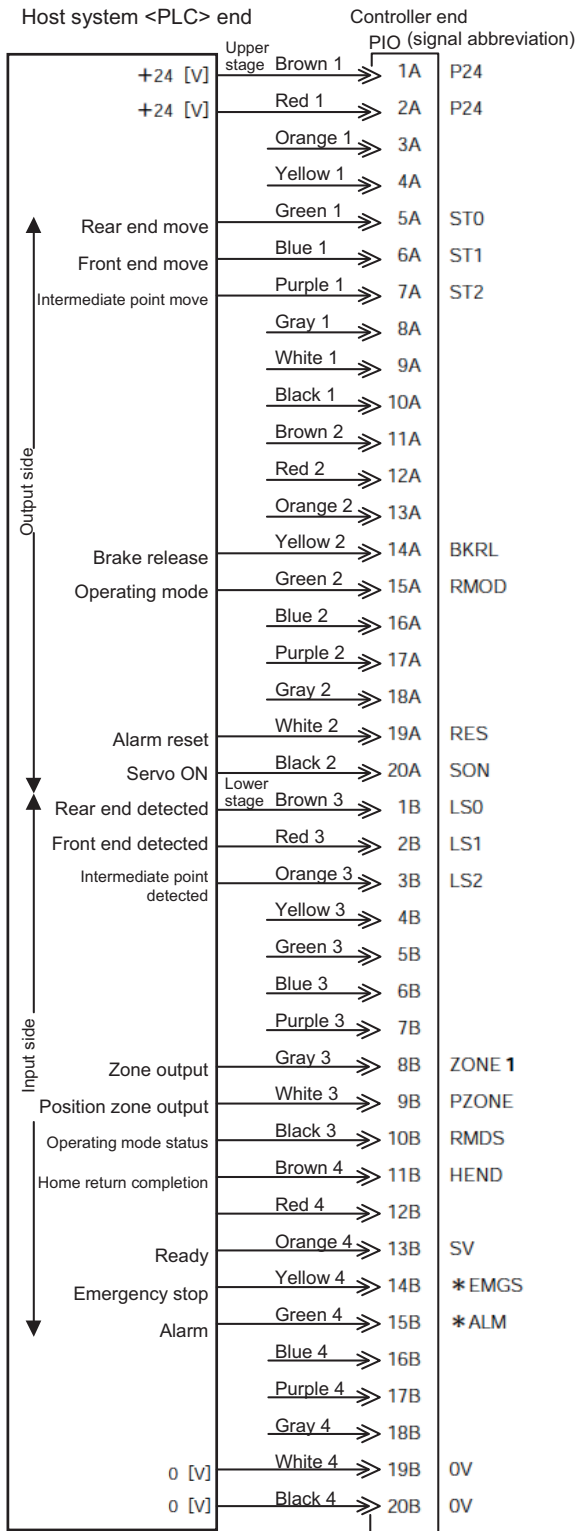 Host system <PLC> end
Controller end
PIO (signal abbreviation)
Upper
stage
+24 [V] Brown 1 1A P24
+24 [V] Red 1 2A P24
Orange 1 3A
Yellow 1 4A
Rear end move Green 1 5A ST0
Front end move Blue 1 6A ST1
Intermediate point move Purple 1 7A ST2
Gray 1 8A
White 1 9A
Black 1 10A
Brown 2 11A
Red 2 12A
Orange 2 13A
Output side
Brake release Yellow 2 14A BKRL
Operating mode Green 2 15A RMOD
Blue 2 16A
Purple 2 17A
Gray 2 18A
Alarm reset White 2 19A RES
Servo ON Black 2 20A SON
Lower
stage
Rear end detected Brown 3 1B LS0
Front end detected Red 3 2B LS1
Intermediate point
detected
Orange 3 3B LS2
Yellow 3 4B
Green 3 5B
Blue 3 6B
Purple 3 7B
Input side
Zone output Gray 3 8B ZONE 1
Position zone output White 3 9B PZONE
Operating mode status Black 3 10B RMDS
Home return completion Brown 4 11B HEND
Red 4 12B
Ready Orange 4 13B SV
Emergency stop Yellow 4 14B *EMGS
Alarm Green 4 15B *ALM
Blue 4 16B
Purple 4 17B
Gray 4 18B
0 [V] White 4 19B 0V
0 [V] Black 4 20B 0V